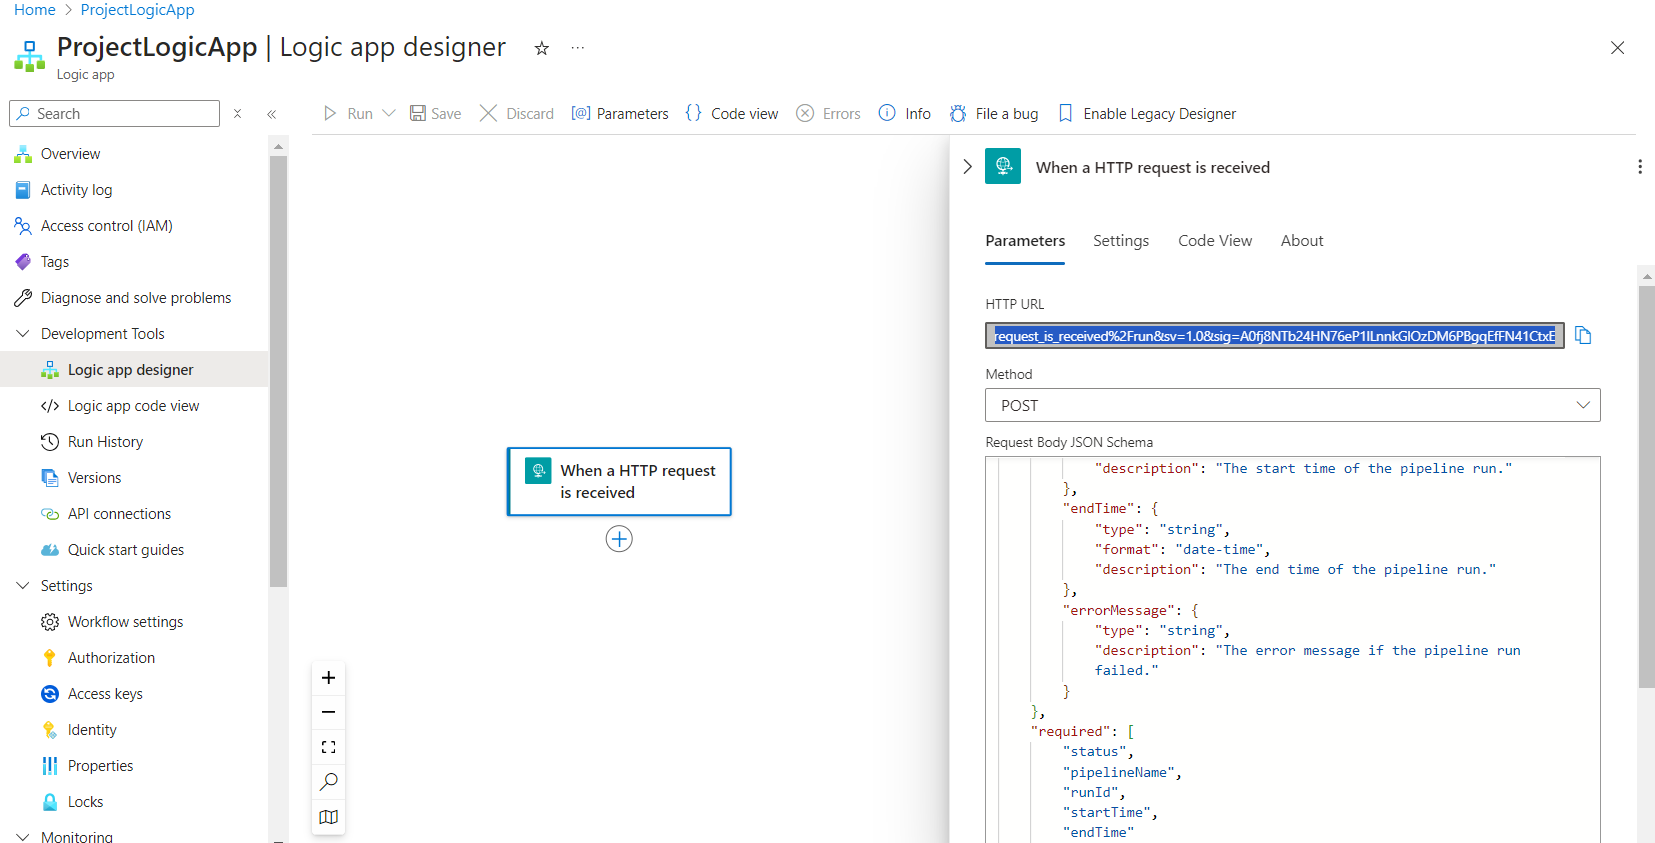 Home > ProjectLogicApp
ProjectLogicApp | Logic app designer
Logic app
Search
Run
Save
Discard
Parameters
Code view
Errors
Info
File a bug
Enable Legacy Designer
Overview
Activity log
Access control (IAM)
Tags
Diagnose and solve problems
Development Tools
Logic app designer
Logic app code view
Run History
Versions
API connections
Quick start guides
Settings
Workflow settings
Authorization
Access keys
Identity
Properties
Locks
Monitoring
When a HTTP request
is received
When a HTTP request is received
Parameters
Settings
Code View
About
HTTP URL
request_is_received%2Frun&sv=1.0&sig=A0fj8NTb24HN76eP1lLnnkGlOzDM6PBgqEfFN41CtxE
Method
POST
Request Body JSON Schema
"description": "The start time of the pipeline run."
},
"endTime": {
"type": "string",
"format": "date-time",
"description": "The end time of the pipeline run."
},
"errorMessage": {
"type": "string",
"description": "The error message if the pipeline run
failed."
}
},
"required": [
"status",
"pipelineName",
"runId",
"startTime",
"endTime"